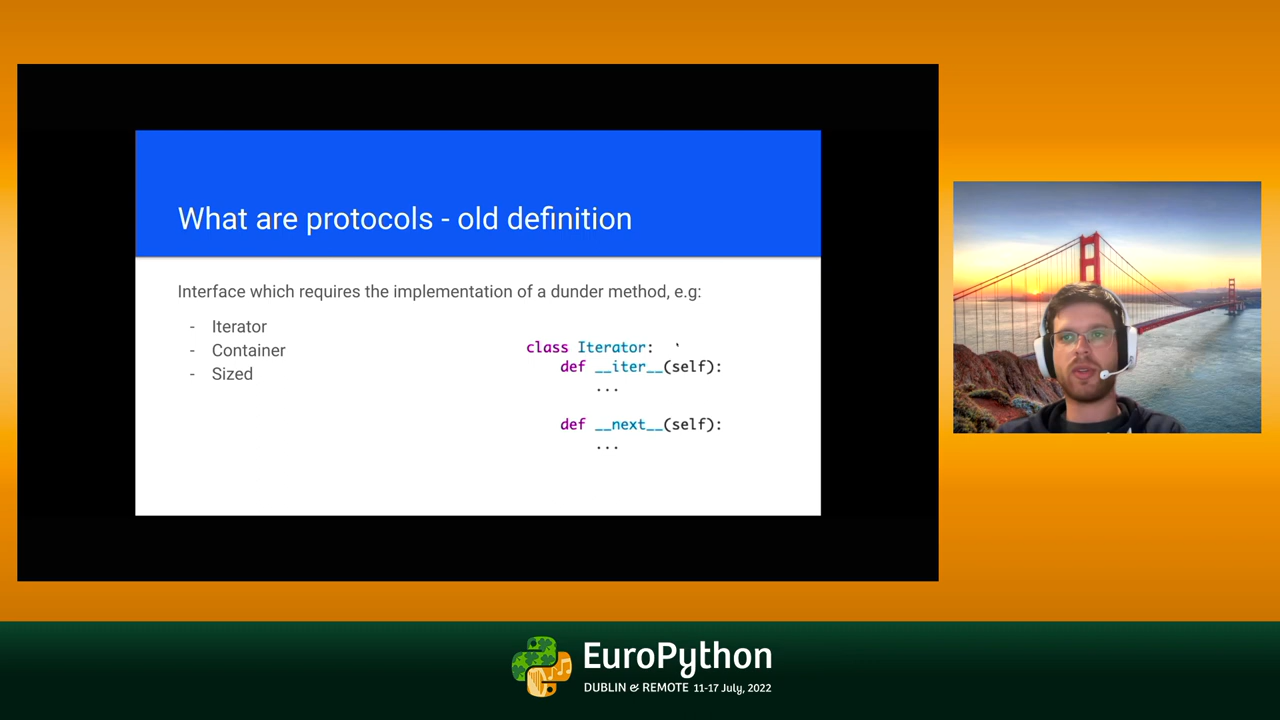 What are protocols - old definition
Interface which requires the implementation of a dunder method, e.g:
- Iterator
- Container
- Sized
class Iterator: `
def __iter__(self):
...
def __next__(self):
...
EuroPython
DUBLIN & REMOTE 11-17 July, 2022